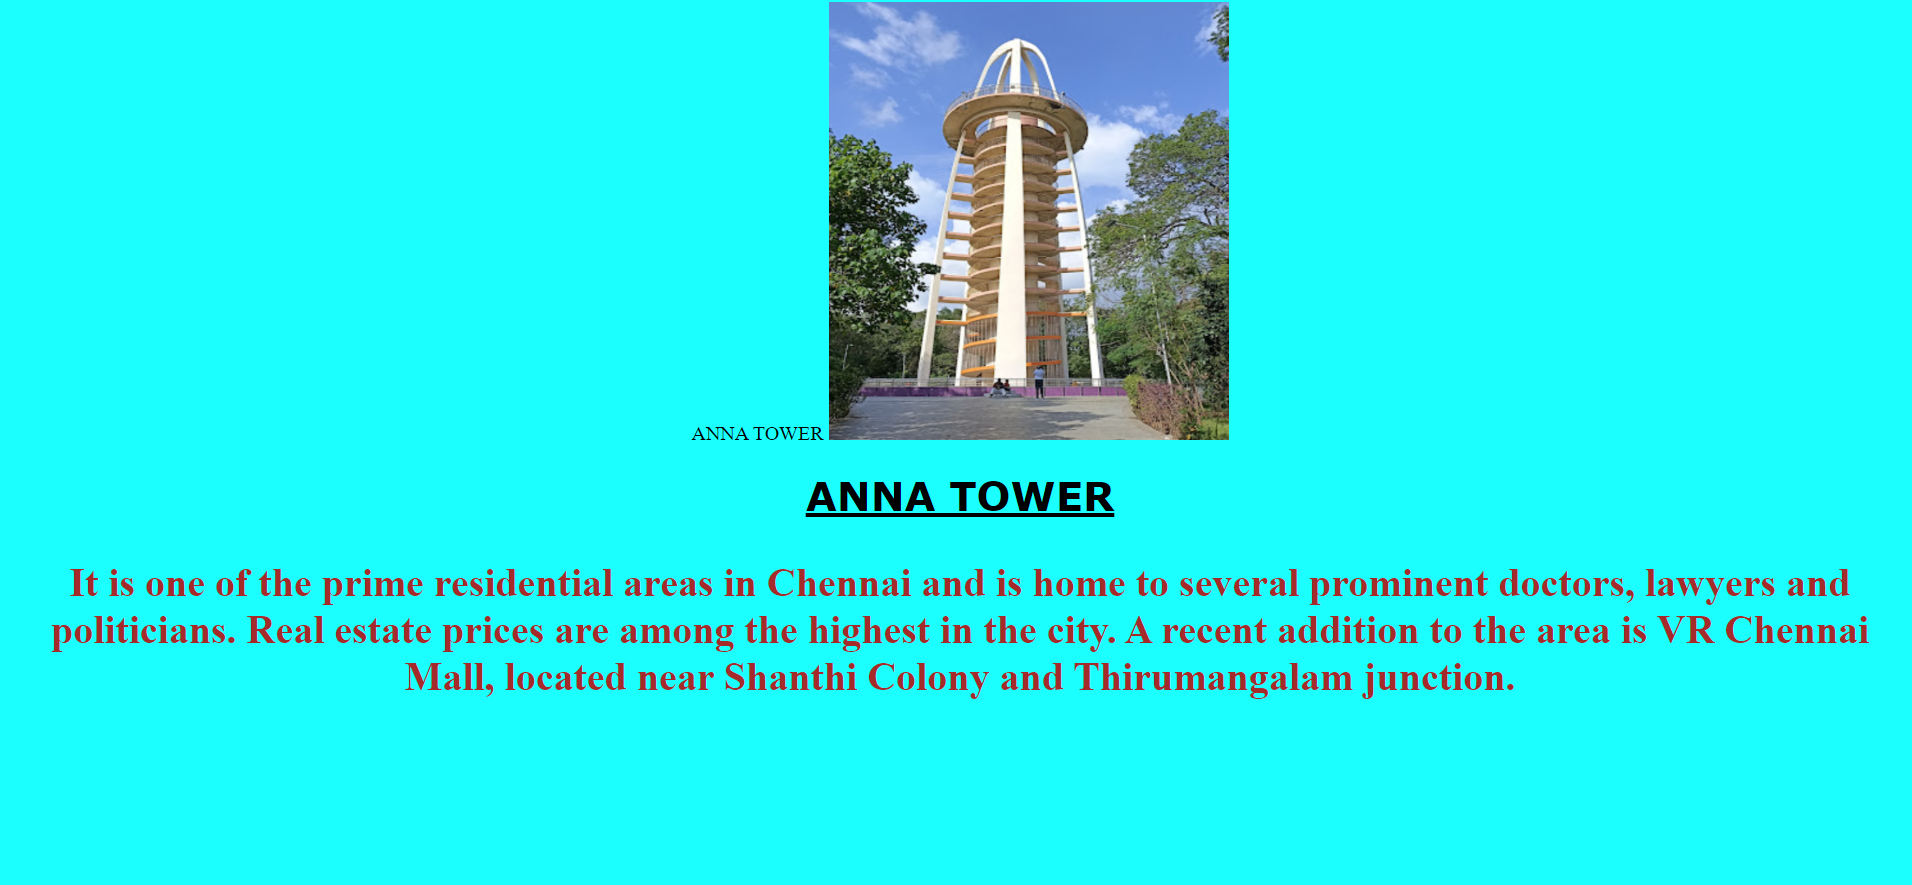 ANNA TOWER
ANNA TOWER
It is one of the prime residential areas in Chennai and is home to several prominent doctors, lawyers and
politicians. Real estate prices are among the highest in the city. A recent addition to the area is VR Chennai
Mall, located near Shanthi Colony and Thirumangalam junction.